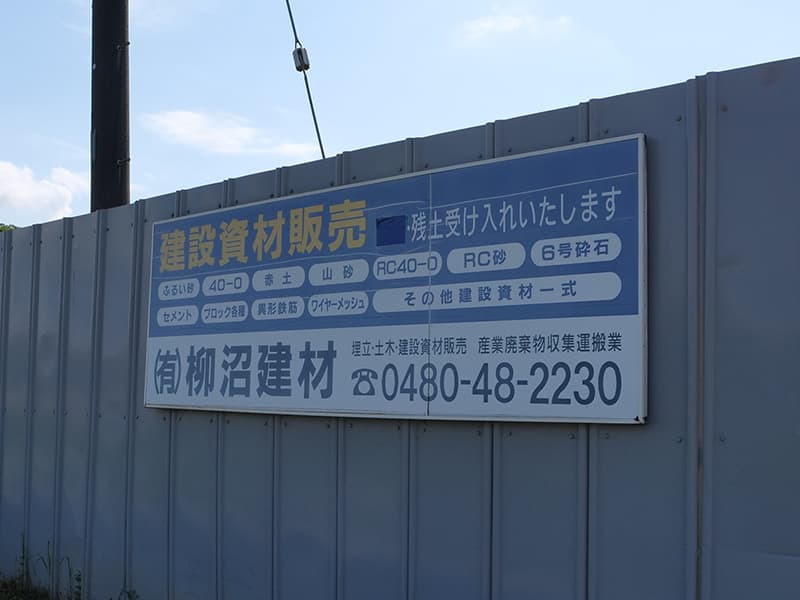 建設資材販売 ・残土受け入れいたします
ふるい砂 40-0 赤土 山砂 RC40-0 RC砂 6号砕石
セメント ブロック各種 異形鉄筋 ワイヤーメッシュ その他建設資材一式
埋立・土木・建設資材販売 産業廃棄物収集運搬業
㈲柳沼建材 ☎0480-48-2230